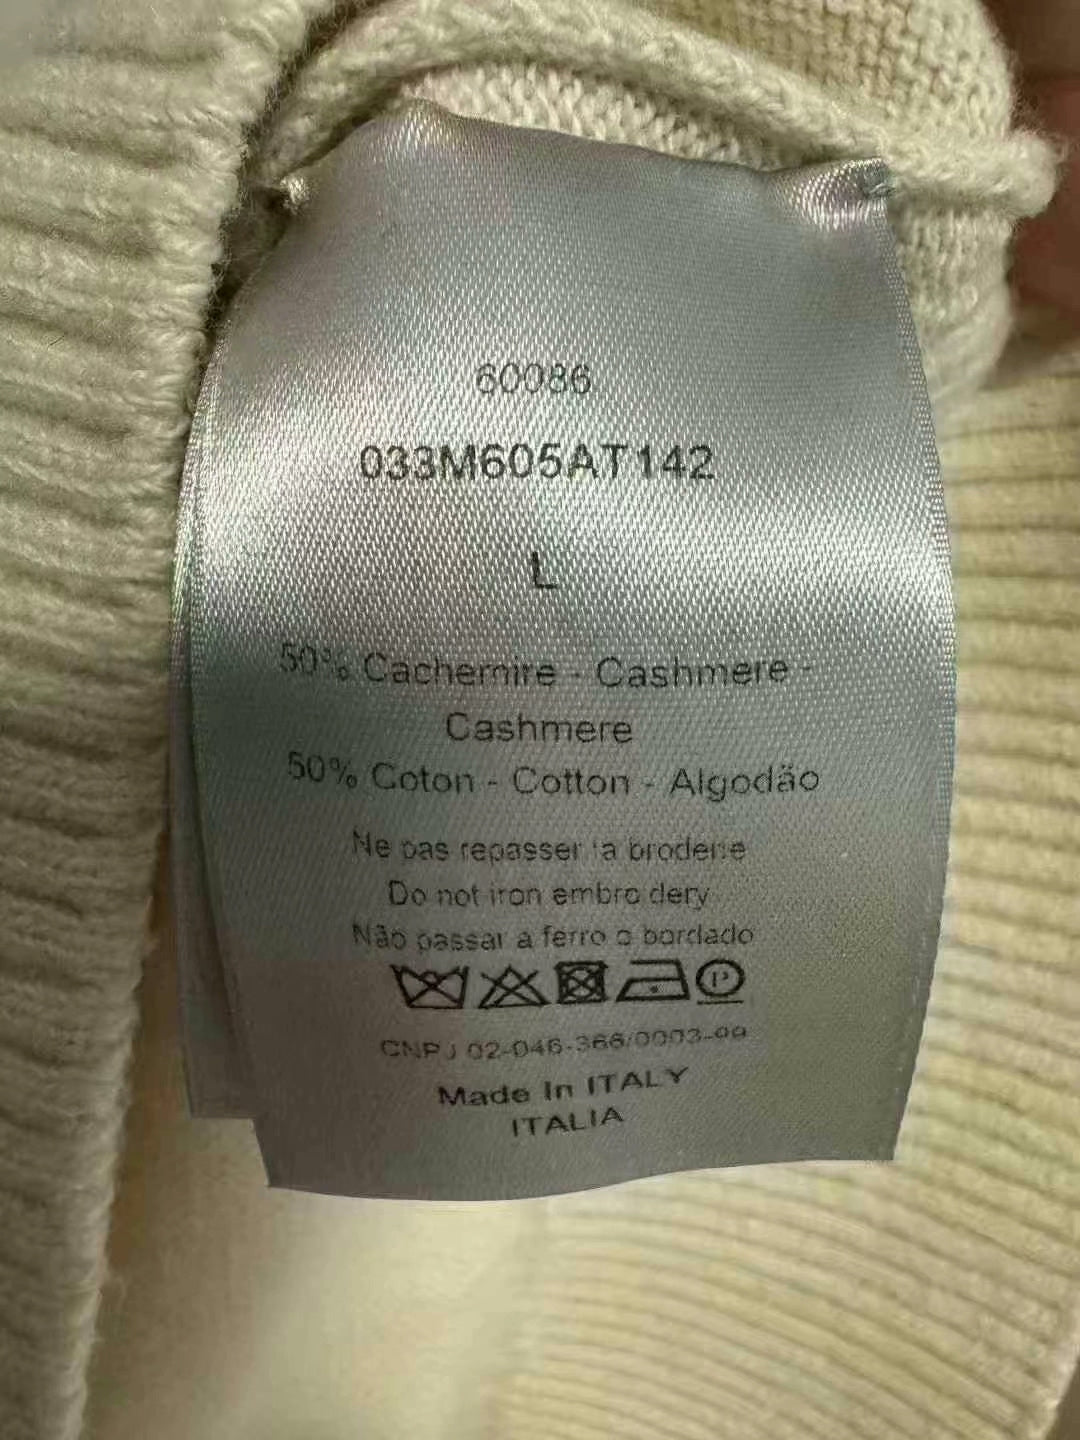 60086
033M605AT142
L
50% Cachemire - Cashmere -
Cashmere
50% Coton - Cotton - Algodão
Ne pas repasser la broderie
Do not iron embroidery
Não passar a ferro o bordado
P
CNPJ 02-046-366/0003-99
Made In ITALY
ITALIA